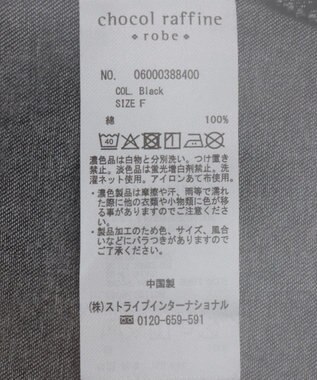 chocol raffine
robe
NO. 06000388400
COL. Black
SIZE F
綿 100%
40
濃色品は白物と分別洗い。つけ置き
禁止。淡色品は蛍光増白剤禁止。洗
濯ネット使用。アイロンあて布使用。
・濃色製品は摩擦や汗、雨等で濡れ
た際に他の衣類や小物類に色が移
る事がありますのでご注意くださ
い。
・製品加工のため色、サイズ、風合
いなどにバラつきがありますので
ご了承ください。
中国製
(株)ストライプインターナショナル
0120-659-591